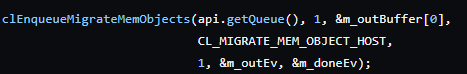 clEnqueueMigrateMemObjects(api.getQueue(), 1, &m_outBuffer[0],
CL_MIGRATE_MEM_OBJECT_HOST,
1, &m_outEv, &m_doneEv);